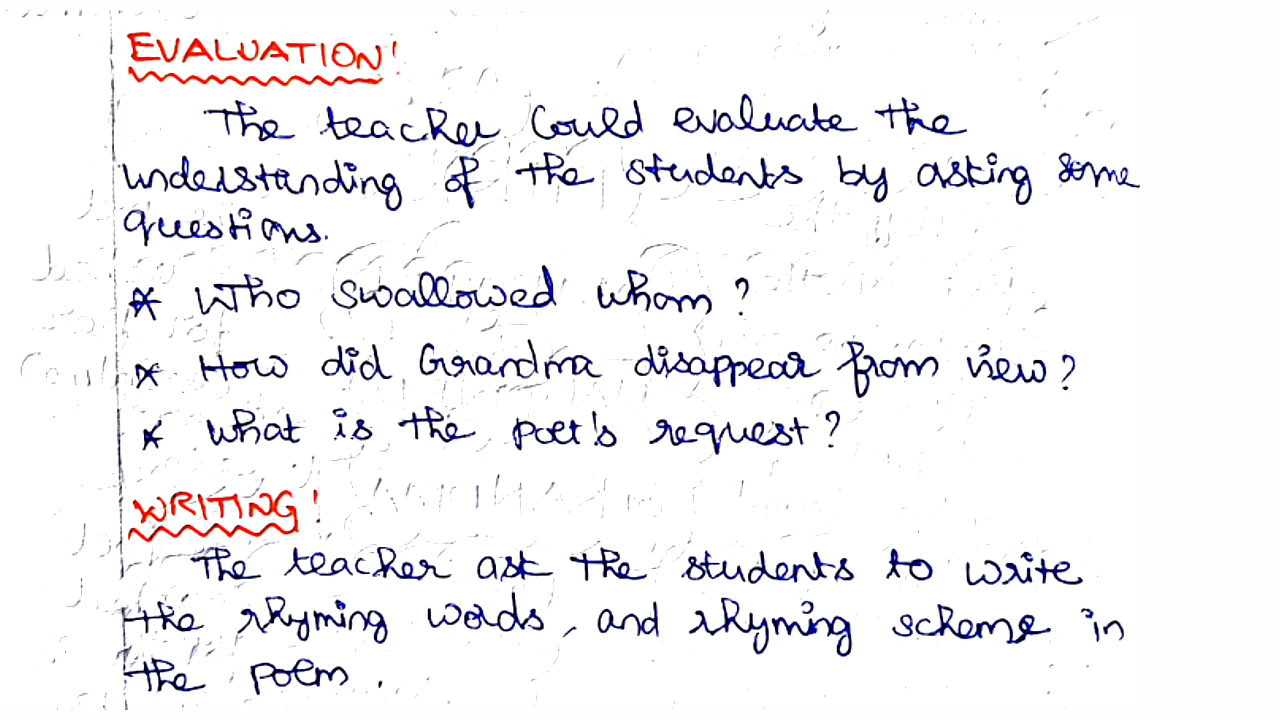 EVALUATION!
The teacher could evaluate the
understanding of the students by asking some
questions.
* Who swallowed whom?
* How did Grandma disappear from view?
* What is the poet's request?
WRITING!
The teacher ask the students to write
the rhyming words, and rhyming scheme in
the poem.